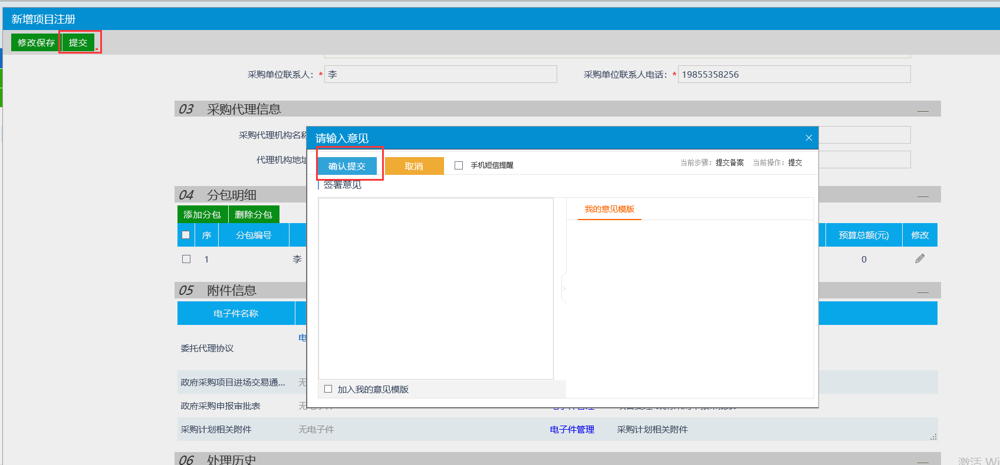 新增项目注册
修改保存 提交
采购单位联系人：* 李 采购单位联系人电话：* 19855358256
03 采购代理信息
采购代理机构名称
代理机构地址
请输入意见
确认提交 取消 手机短信提醒 当前步骤：提交备案 当前操作：提交
签署意见
我的意见模版
加入我的意见模版
04 分包明细
添加分包 删除分包
序 分包编号 预算总额(元) 修改
1 李 0
05 附件信息
电子件名称
电
委托代理协议
政府采购项目进场交易通... 无
政府采购申报审批表 无电子件 电子件管理
采购计划相关附件 无电子件 电子件管理 采购计划相关附件
06 处理历史
激活 Wi